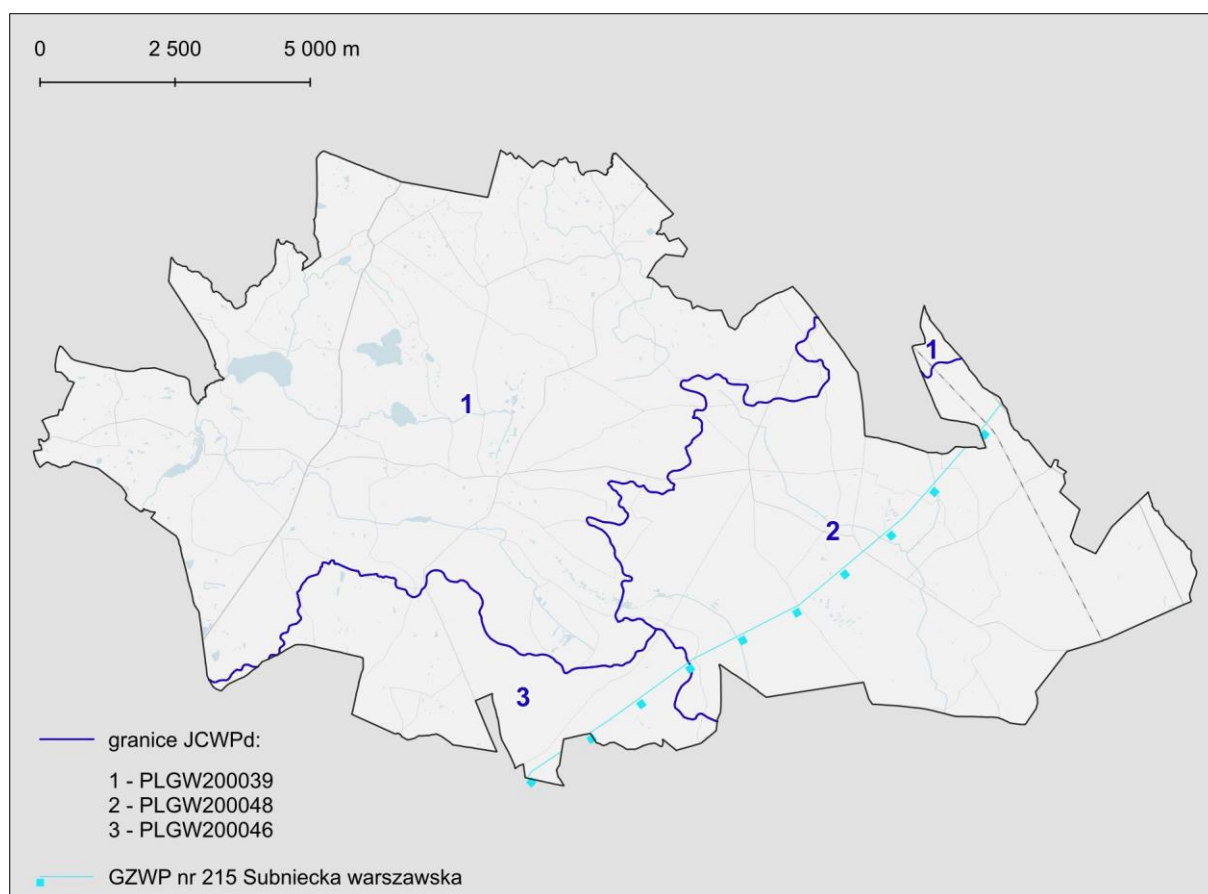 0 2 500 5 000 m
1
1
2
3
granice JCWPd:
1 - PLGW200039
2 - PLGW200048
3 - PLGW200046
GZWP nr 215 Subniecka warszawska